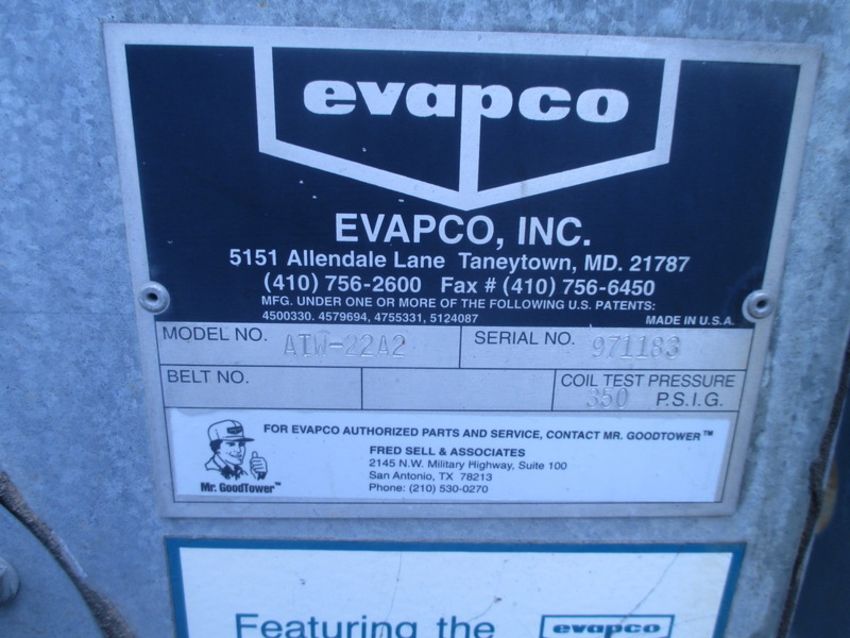 evapco
EVAPCO, INC.
5151 Allendale Lane Taneytown, MD. 21787
(410) 756-2600 Fax # (410) 756-6450
MFG. UNDER ONE OR MORE OF THE FOLLOWING U.S. PATENTS:
4500330. 4579694, 4755331, 5124087 MADE IN U.S.A.
MODEL NO. ATW-22A2 SERIAL NO. 971183
BELT NO. COIL TEST PRESSURE
350 P.S.I.G.
FOR EVAPCO AUTHORIZED PARTS AND SERVICE, CONTACT MR. GOODTOWER™
FRED SELL & ASSOCIATES
2145 N.W. Military Highway, Suite 100
San Antonio, TX 78213
Phone: (210) 530-0270
Mr. GoodTower™
Featuring the evapco